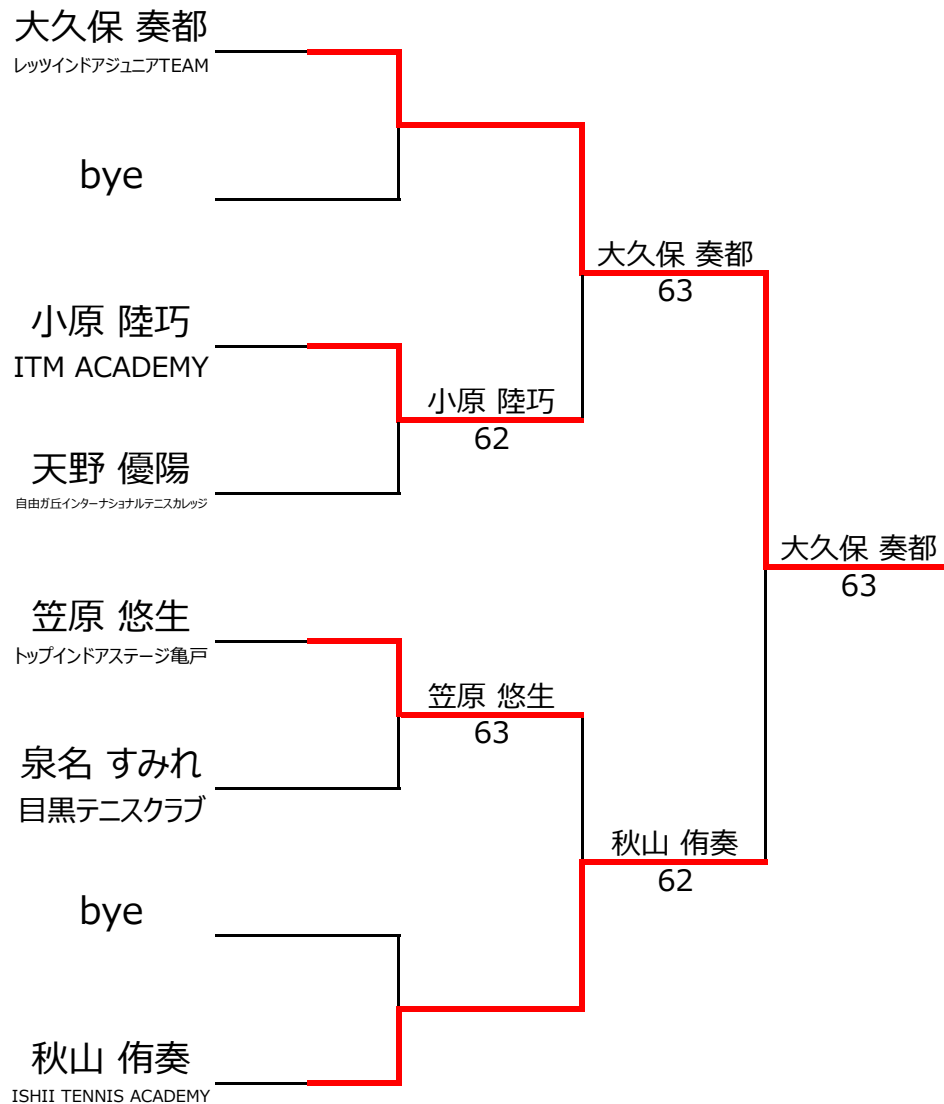 大久保 奏都
レッツインドアジュニアTEAM
bye
小原 陸巧
ITM ACADEMY
天野 優陽
自由ガ丘インターナショナルテニスカレッジ
笠原 悠生
トップインドアステージ亀戸
泉名 すみれ
目黒テニスクラブ
bye
秋山 侑奏
ISHII TENNIS ACADEMY
小原 陸巧
62
笠原 悠生
63
大久保 奏都
63
秋山 侑奏
62
大久保 奏都
63